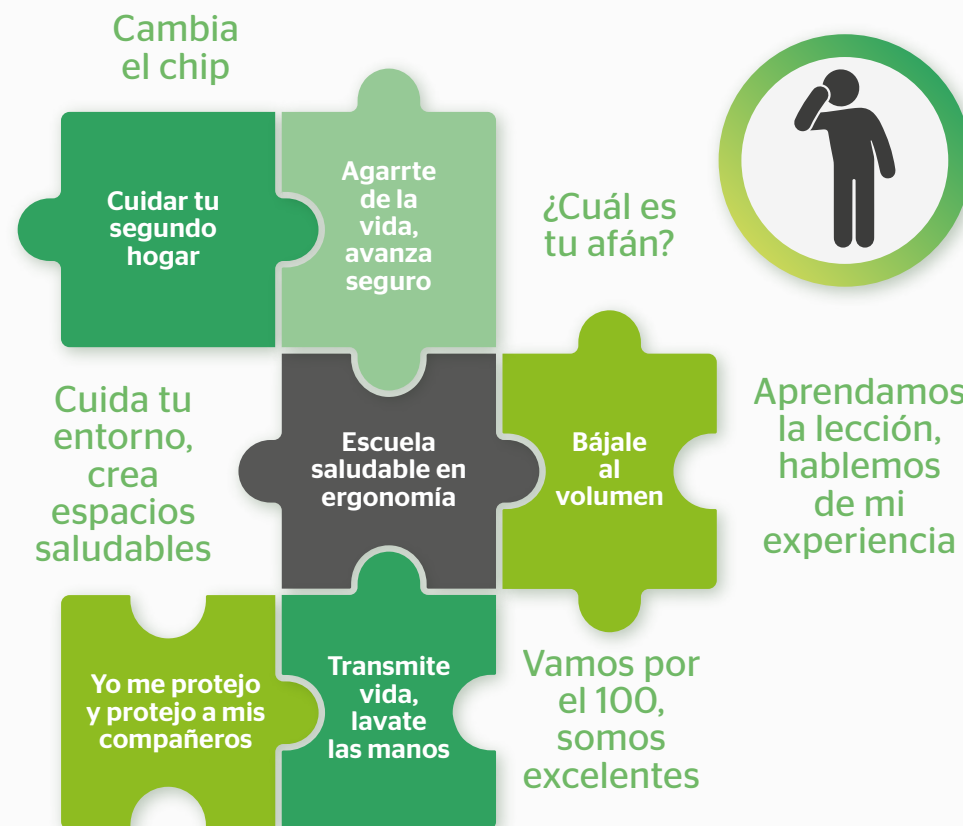 Cambia
el chip
Cuidar tu
segundo
hogar
Agarrte
de la
vida,
avanza
seguro
¿Cuál es
tu afán?
Cuida tu
entorno,
crea
espacios
saludables
Escuela
saludable en
ergonomía
Bájale
al
volumen
Aprendamos
la lección,
hablemos
de mi
experiencia
Yo me protejo
y protejo a mis
compañeros
Transmite
vida,
lavate
las manos
Vamos por
el 100,
somos
excelentes